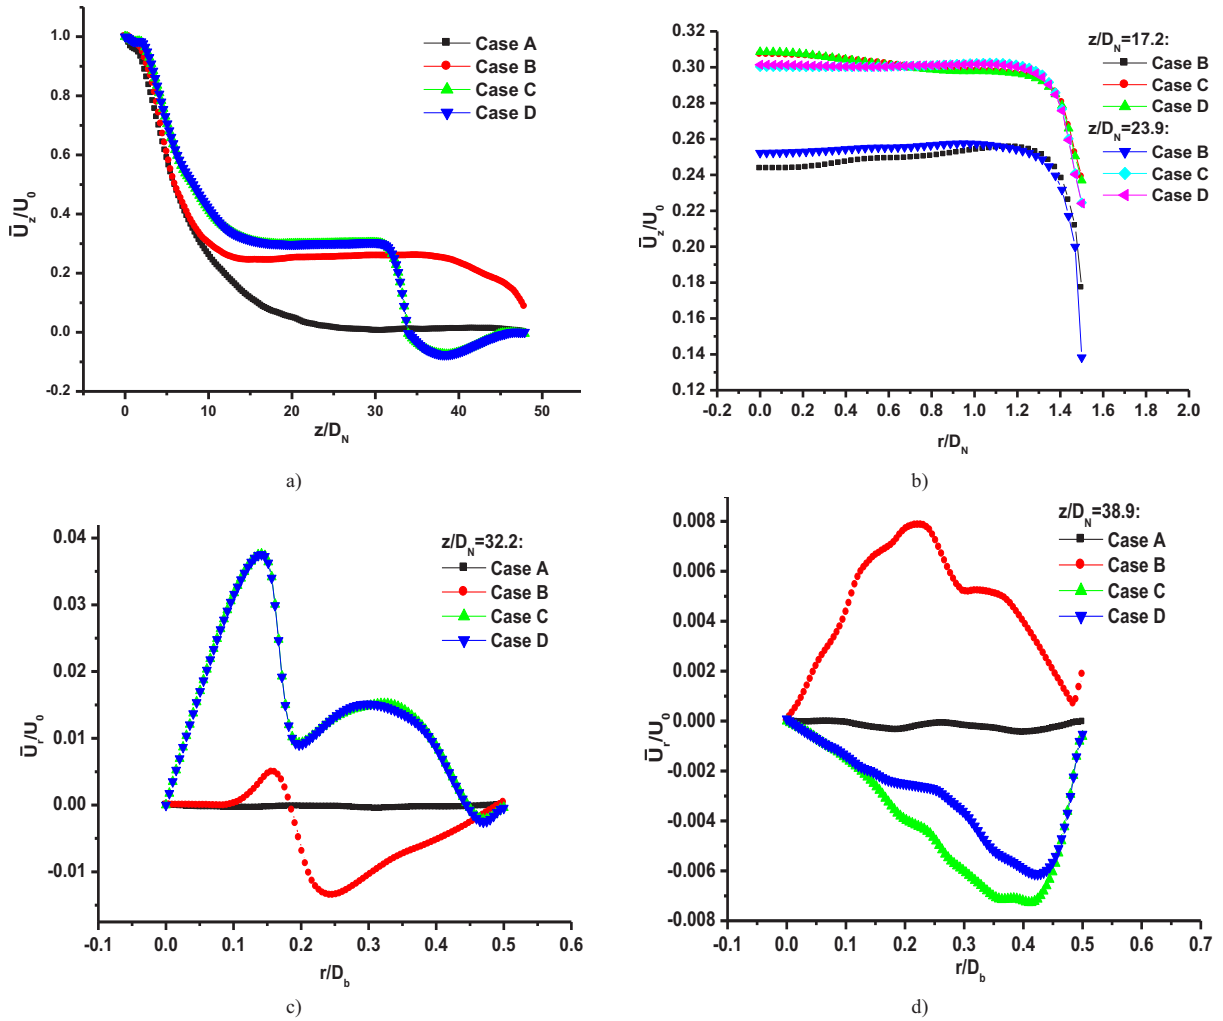 1.0
0.8
0.6
0.4
0.2
0.0
-0.2
Ū_z/U_0
0
10
20
30
40
50
z/D_N
Case A
Case B
Case C
Case D
a)
0.32
0.30
0.28
0.26
0.24
0.22
0.20
0.18
0.16
0.14
0.12
Ū_z/U_0
-0.2
0.0
0.2
0.4
0.6
0.8
1.0
1.2
1.4
1.6
1.8
2.0
r/D_N
z/D_N=17.2:
Case B
Case C
Case D
z/D_N=23.9:
Case B
Case C
Case D
b)
0.04
0.03
0.02
0.01
0.00
-0.01
Ū_r/U_0
-0.1
0.0
0.1
0.2
0.3
0.4
0.5
0.6
r/D_b
z/D_N=32.2:
Case A
Case B
Case C
Case D
c)
0.008
0.006
0.004
0.002
0.000
-0.002
-0.004
-0.006
-0.008
Ū_r/U_0
-0.1
0.0
0.1
0.2
0.3
0.4
0.5
0.6
0.7
r/D_b
z/D_N=38.9:
Case A
Case B
Case C
Case D
d)